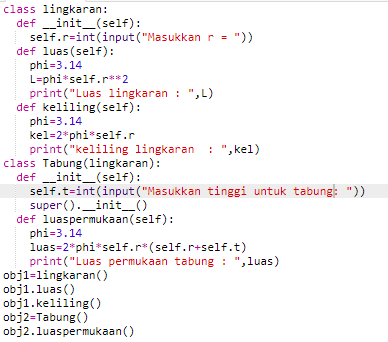 class lingkaran:
  def __init__(self):
    self.r=int(input("Masukkan r = "))
  def luas(self):
    phi=3.14
    L=phi*self.r**2
    print("Luas lingkaran : ",L)
  def keliling(self):
    phi=3.14
    kel=2*phi*self.r
    print("keliling lingkaran  : ",kel)
class Tabung(lingkaran):
  def __init__(self):
    self.t=int(input("Masukkan tinggi untuk tabung: "))
    super().__init__()
  def luaspermukaan(self):
    phi=3.14
    luas=2*phi*self.r*(self.r+self.t)
    print("Luas permukaan tabung : ",luas)
obj1=lingkaran()
obj1.luas()
obj1.keliling()
obj2=Tabung()
obj2.luaspermukaan()